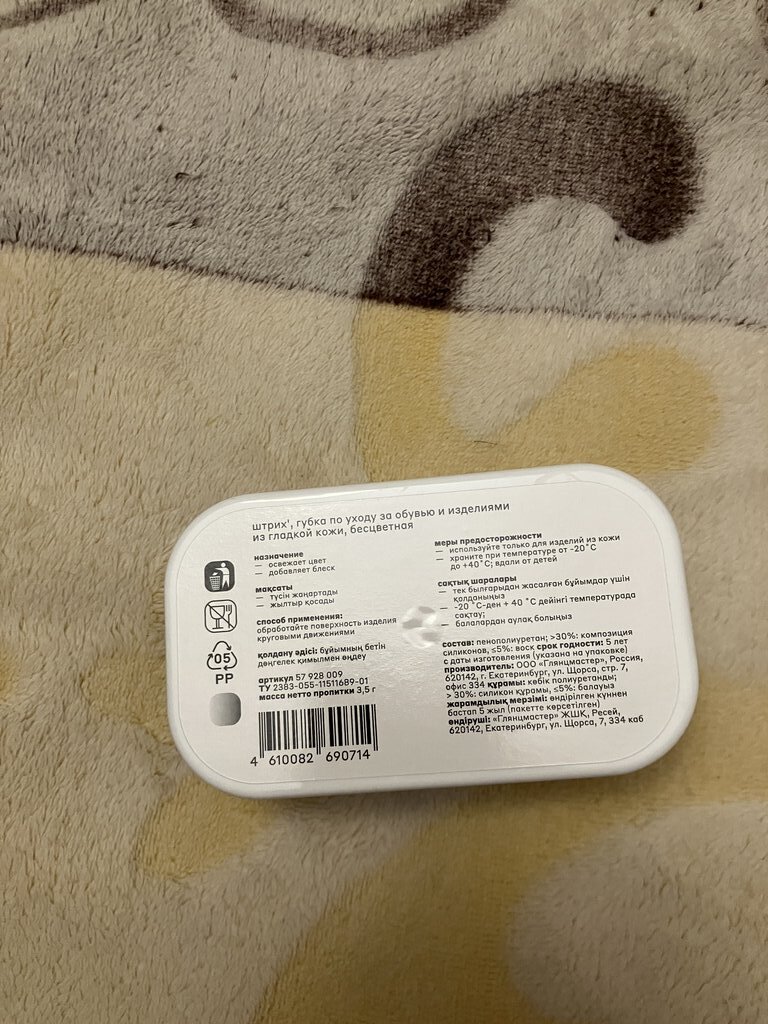 штрих', губка по уходу за обувью и изделиями
из гладкой кожи, бесцветная
назначение
— освежает цвет
— добавляет блеск
мақсаты
— түсін жаңартады
— жылтыр қосады
способ применения:
обработайте поверхность изделия
круговыми движениями
қолдану әдісі: бұйымның бетін
дөңгелек қимылмен өңдеу
артикул 57 928 009
ТУ 2383-055-11511689-01
масса нетто пропитки 3,5 г
4 610082 690714
05
PP
меры предосторожности
— используйте только для изделий из кожи
— храните при температуре от -20˚С
до +40˚С; вдали от детей
сақтық шаралары
— тек былғарыдан жасалған бұйымдар үшін
қолданыңыз
— -20 ˚С-ден + 40 ˚С дейінгі температурада
сақтау;
— балалардан аулақ болыңыз
состав: пенополиуретан; >30%: композиция
силиконов, ≤5%: воск срок годности: 5 лет
с даты изготовления (указана на упаковке)
производитель: ООО «Глянцмастер», Россия,
620142, г. Екатеринбург, ул. Щорса, стр. 7,
офис 334 құрамы: көбік полиуретанды;
> 30%: силикон құрамы, ≤5%: балауыз
жарамдылық мерзімі: өндірілген күннен
бастап 5 жыл (пакетте көрсетілген)
өндіруші: «Глянцмастер» ЖШҚ, Ресей,
620142, Екатеринбург, ул. Щорса, 7, 334 каб